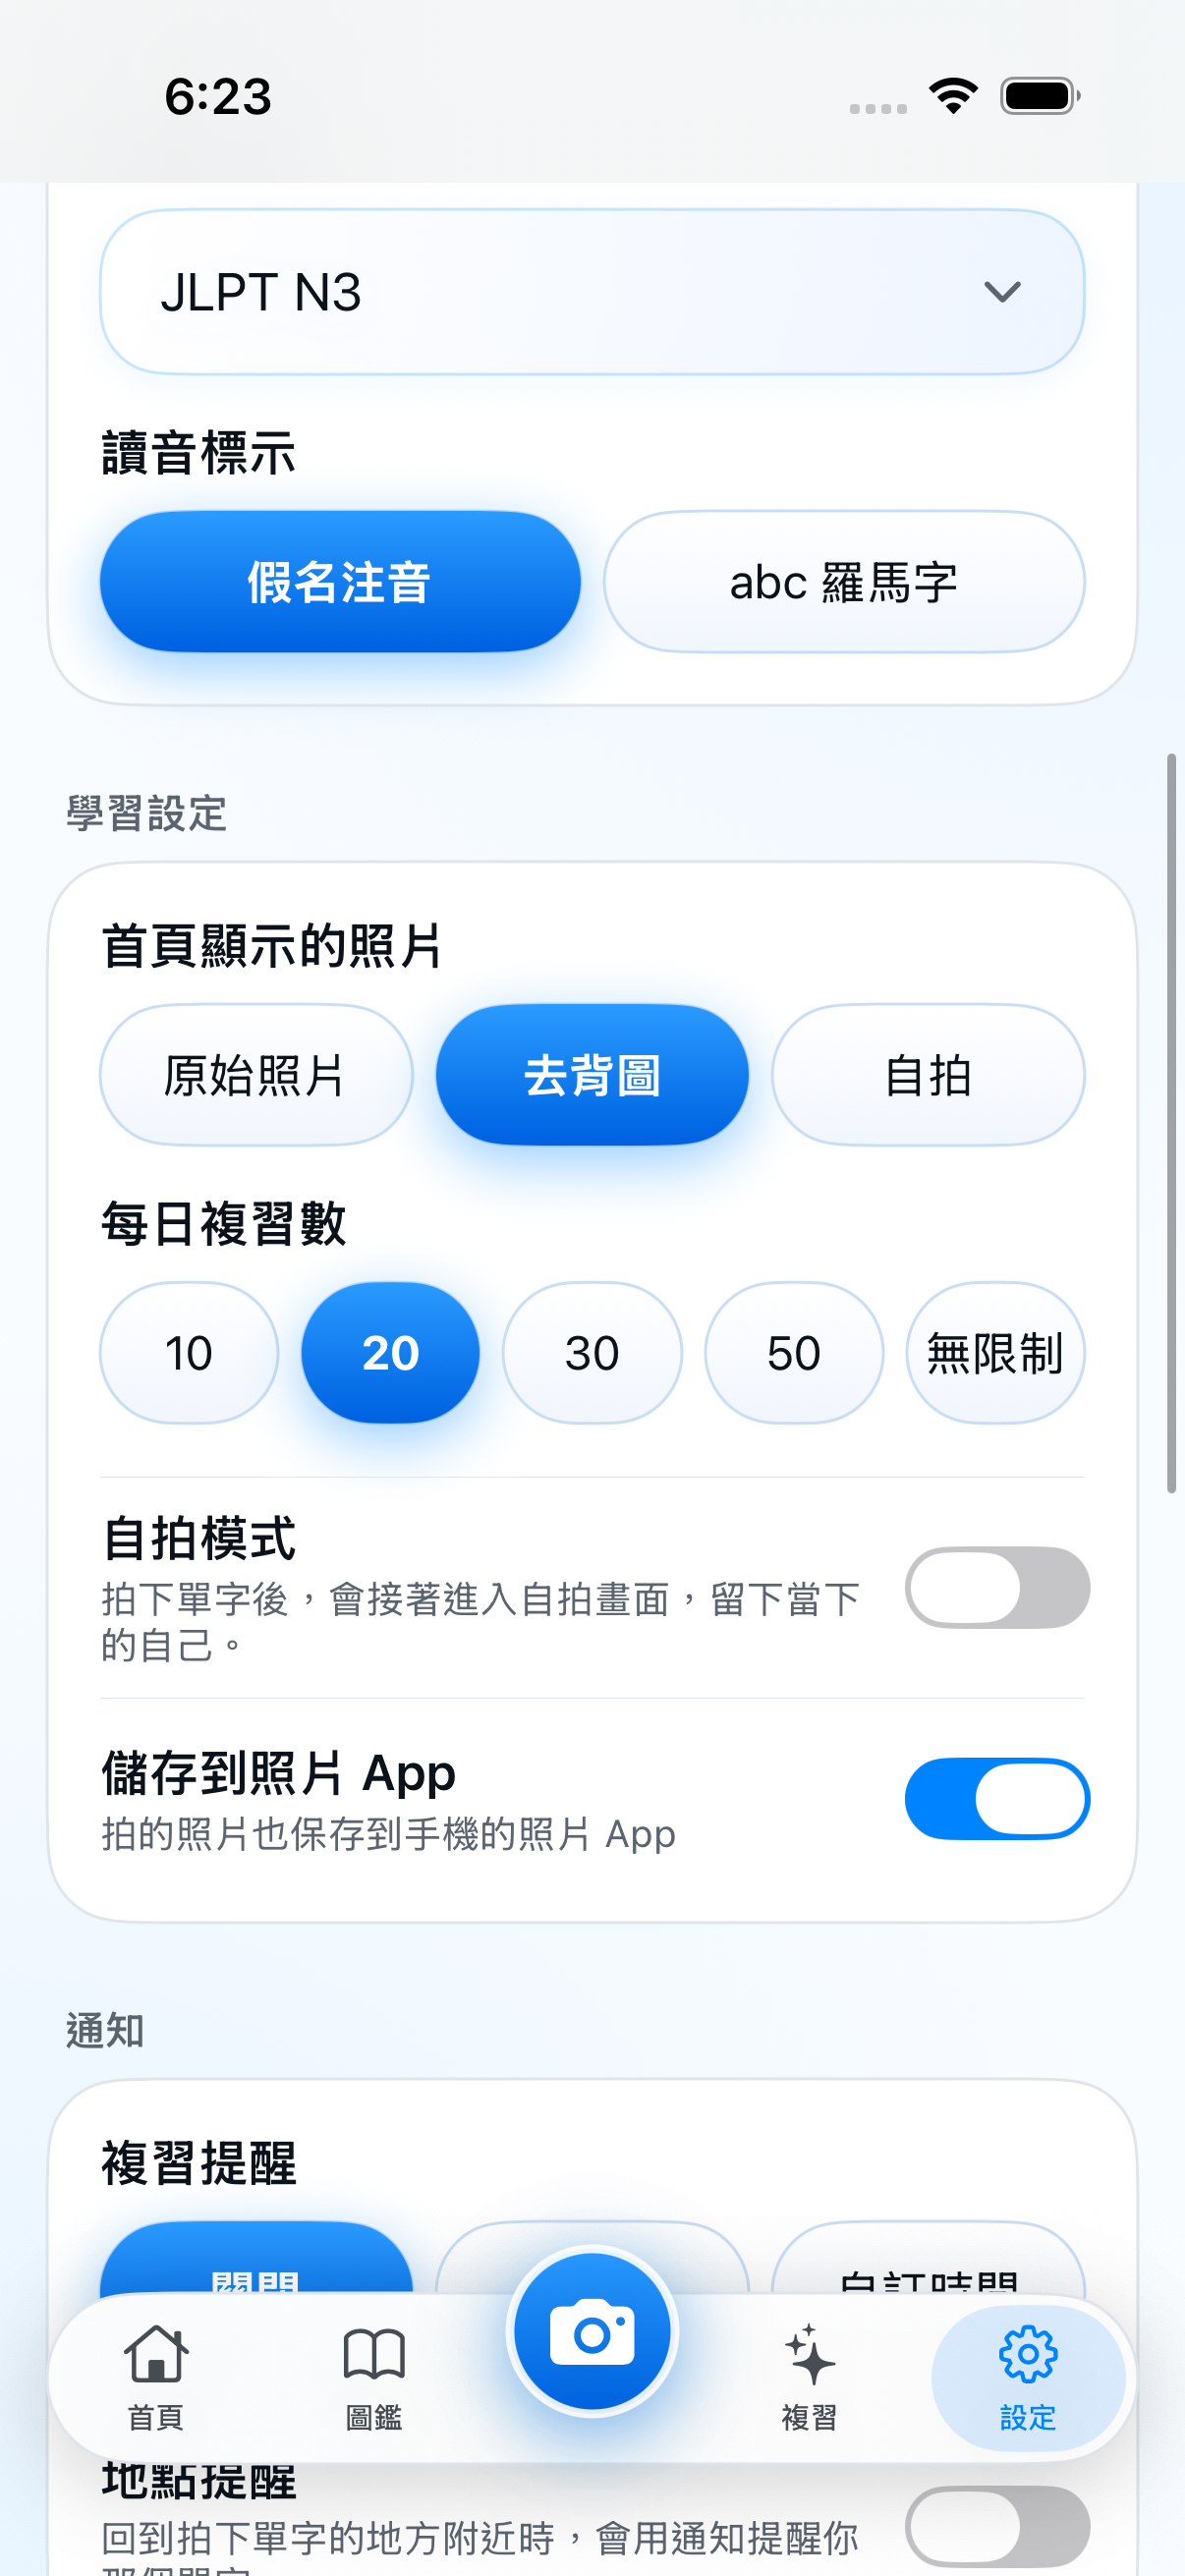 6:23
JLPT N3
讀音標示
假名注音
abc 羅馬字
學習設定
首頁顯示的照片
原始照片
去背圖
自拍
每日複習數
10
20
30
50
無限制
自拍模式
拍下單字後，會接著進入自拍畫面，留下當下
的自己。
儲存到照片 App
拍的照片也保存到手機的照片 App
通知
複習提醒
自訂時間
首頁
圖鑑
複習
設定
地點提醒
回到拍下單字的地方附近時，會用通知提醒你